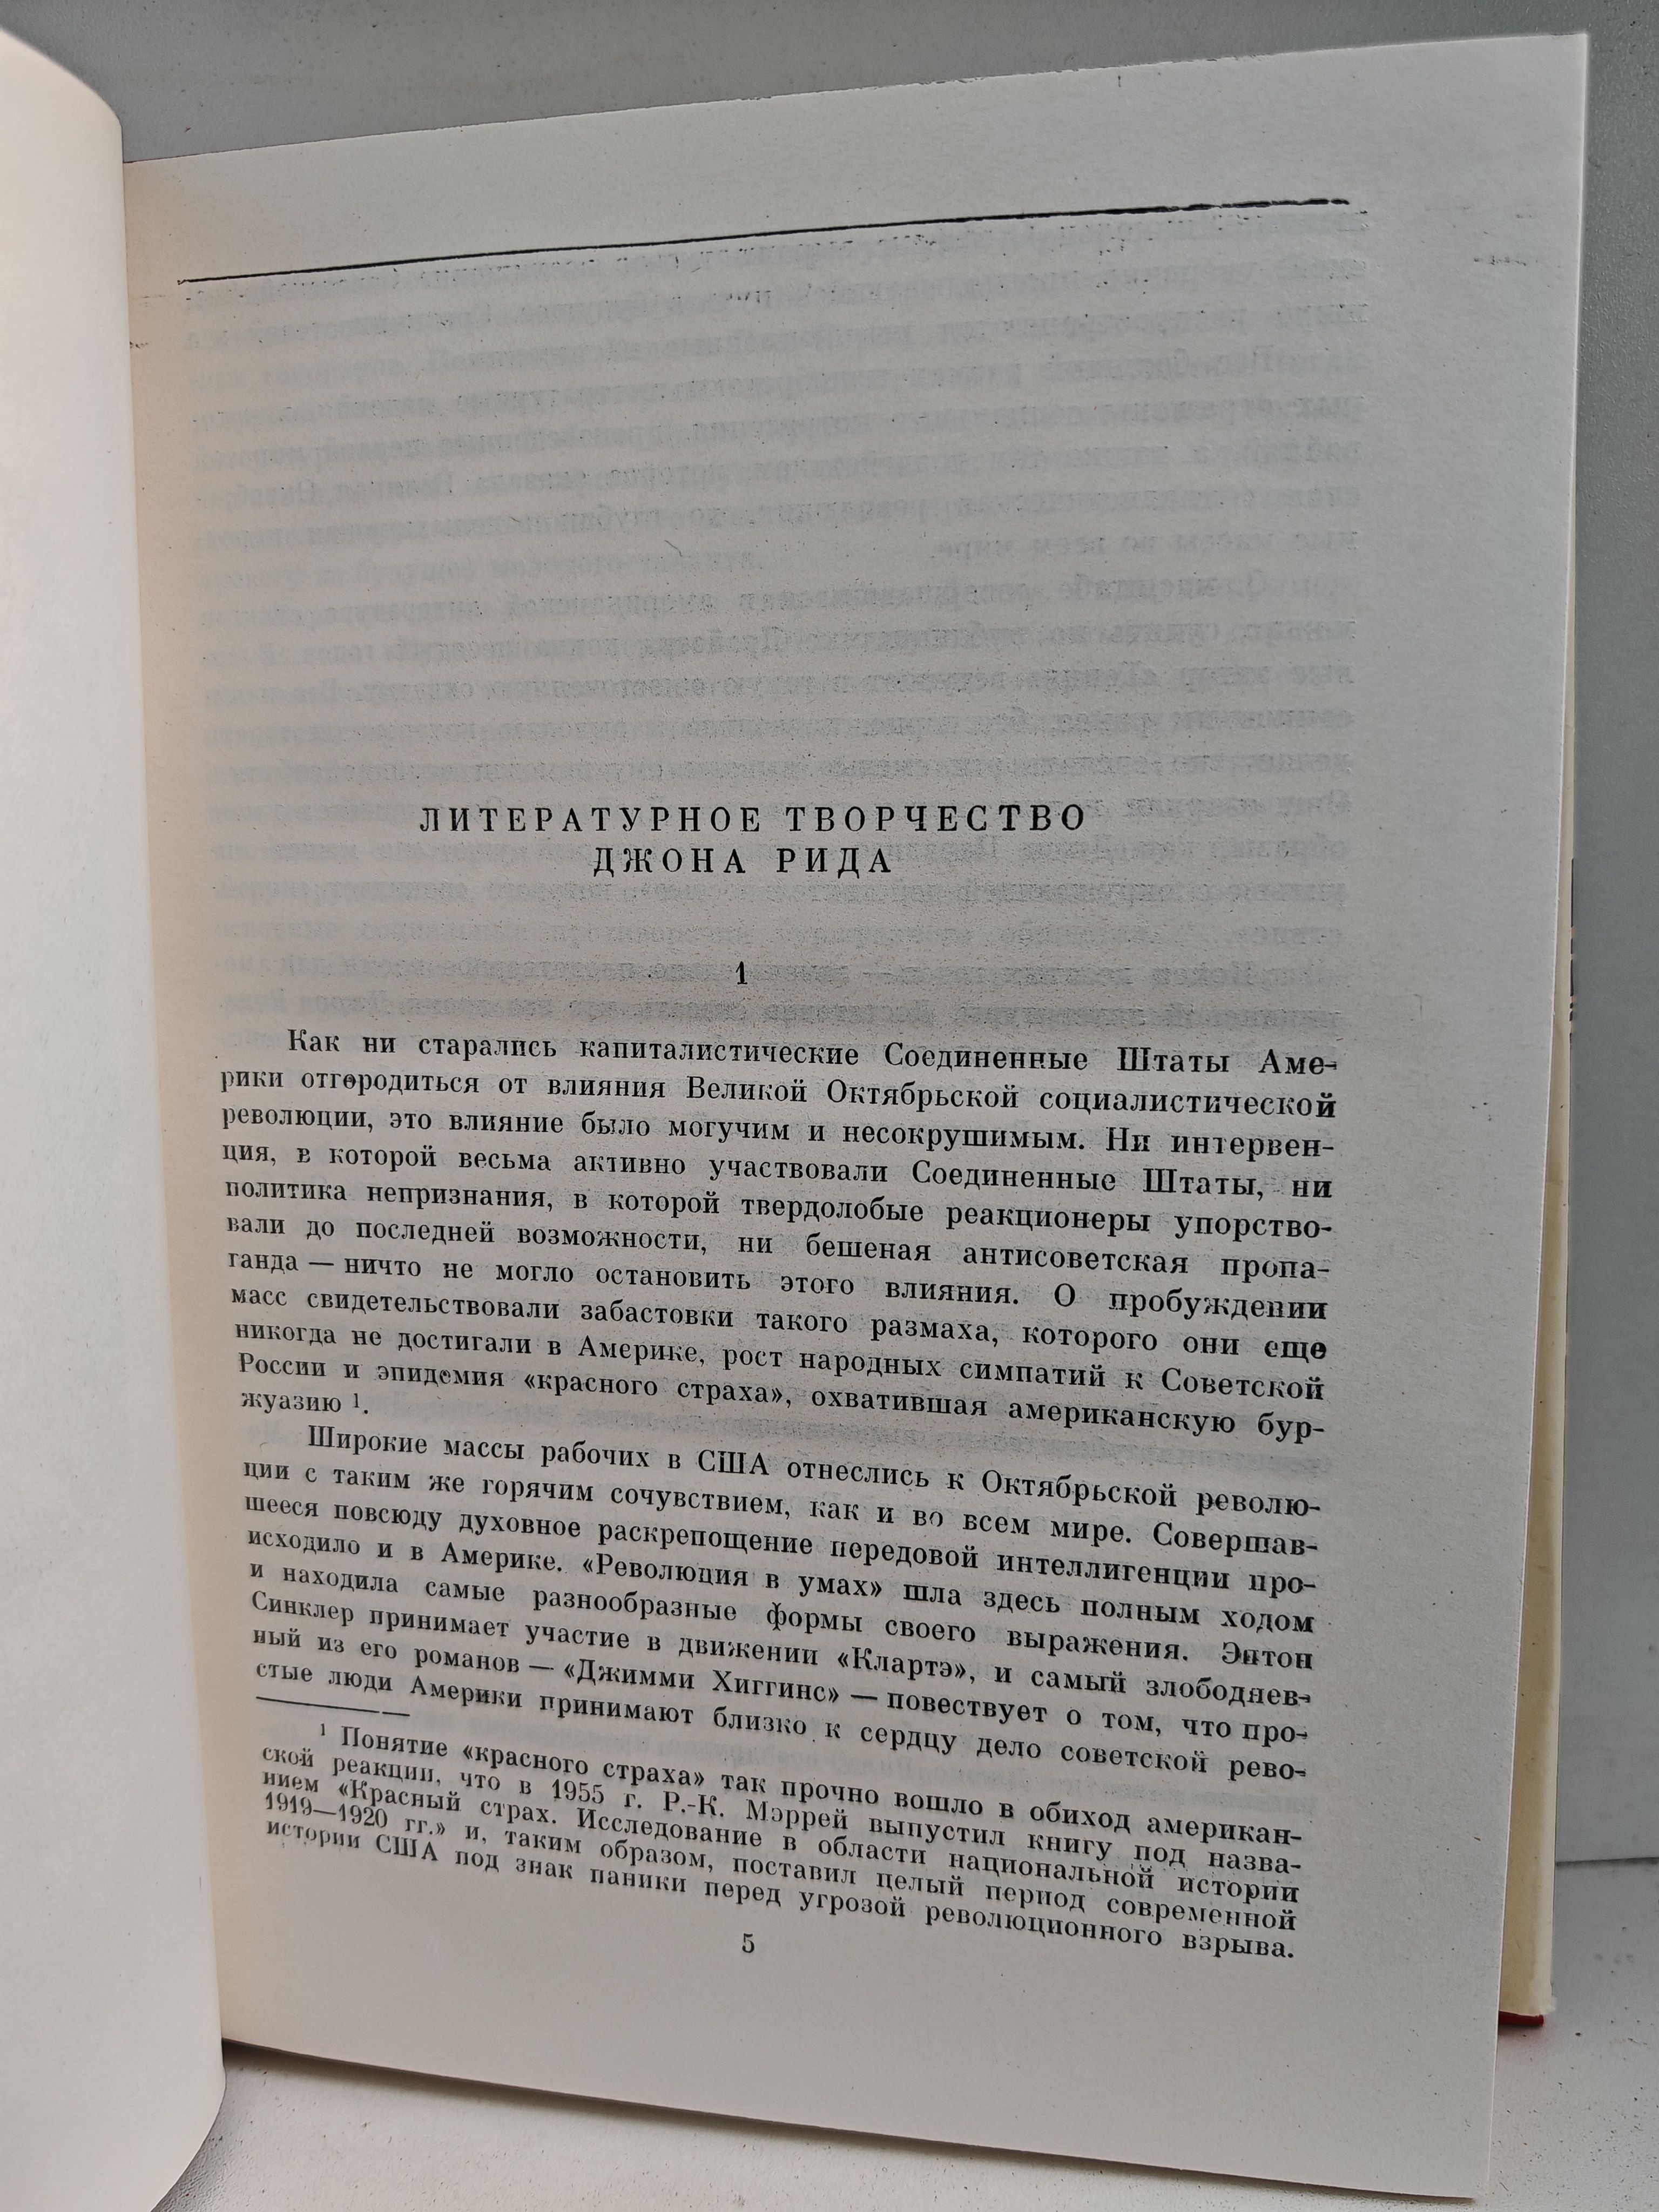 ЛИТЕРАТУРНОЕ ТВОРЧЕСТВО
ДЖОНА РИДА
1
Как ни старались капиталистические Соединенные Штаты Аме-
рики отгородиться от влияния Великой Октябрьской социалистической
революции, это влияние было могучим и несокрушимым. Ни интервен-
ция, в которой весьма активно участвовали Соединенные Штаты, ни
политика непризнания, в которой твердолобые реакционеры упорство-
вали до последней возможности, ни бешеная антисоветская пропа-
ганда — ничто не могло остановить этого влияния. О пробуждении
масс свидетельствовали забастовки такого размаха, которого они еще
никогда не достигали в Америке, рост народных симпатий к Советской
России и эпидемия «красного страха», охватившая американскую бур-
жуазию 1.
Широкие массы рабочих в США отнеслись к Октябрьской револю-
ции с таким же горячим сочувствием, как и во всем мире. Совершав-
шееся повсюду духовное раскрепощение передовой интеллигенции про-
исходило и в Америке. «Революция в умах» шла здесь полным ходом
и находила самые разнообразные формы своего выражения. Эптон
Синклер принимает участие в движении «Клартэ», и самый злободнев-
ный из его романов — «Джимми Хиггинс» — повествует о том, что про-
стые люди Америки принимают близко к сердцу дело советской рево-
1 Понятие «красного страха» так прочно вошло в обиход американ-
ской реакции, что в 1955 г. Р.-К. Мэррей выпустил книгу под назва-
нием «Красный страх. Исследование в области национальной истории
1919—1920 гг.» и, таким образом, поставил целый период современной
истории США под знак паники перед угрозой революционного взрыва.
5